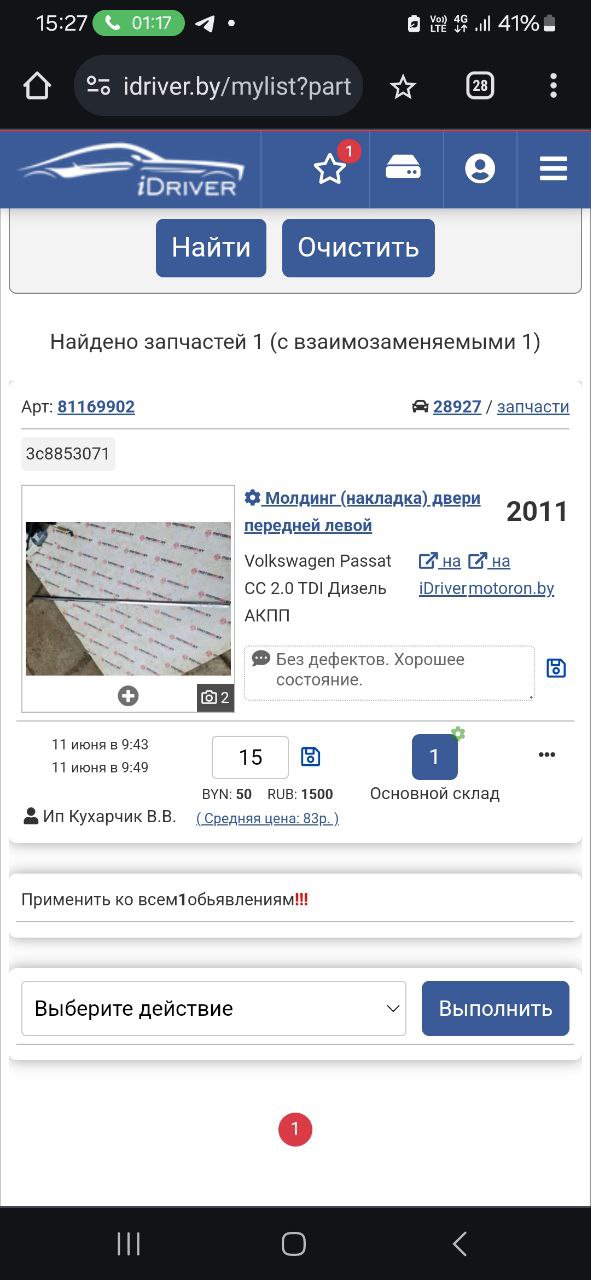 15:27 01:17 Vo) LTE 4G 41%
idriver.by/mylist?part 28
iDRIVER 1
Найти Очистить
Найдено запчастей 1 (с взаимозаменяемыми 1)
Арт: 81169902 28927 / запчасти
3c8853071
Молдинг (накладка) двери
передней левой
2011
Volkswagen Passat
CC 2.0 TDI Дизель
АКПП
на на
iDriver motoron.by
Без дефектов. Хорошее
состояние.
2
11 июня в 9:43
11 июня в 9:49
15
1
BYN: 50 RUB: 1500
Основной склад
Ип Кухарчик В.В.
( Средняя цена: 83р. )
Применить ко всем1обьявлениям!!!
Выберите действие Выполнить
1